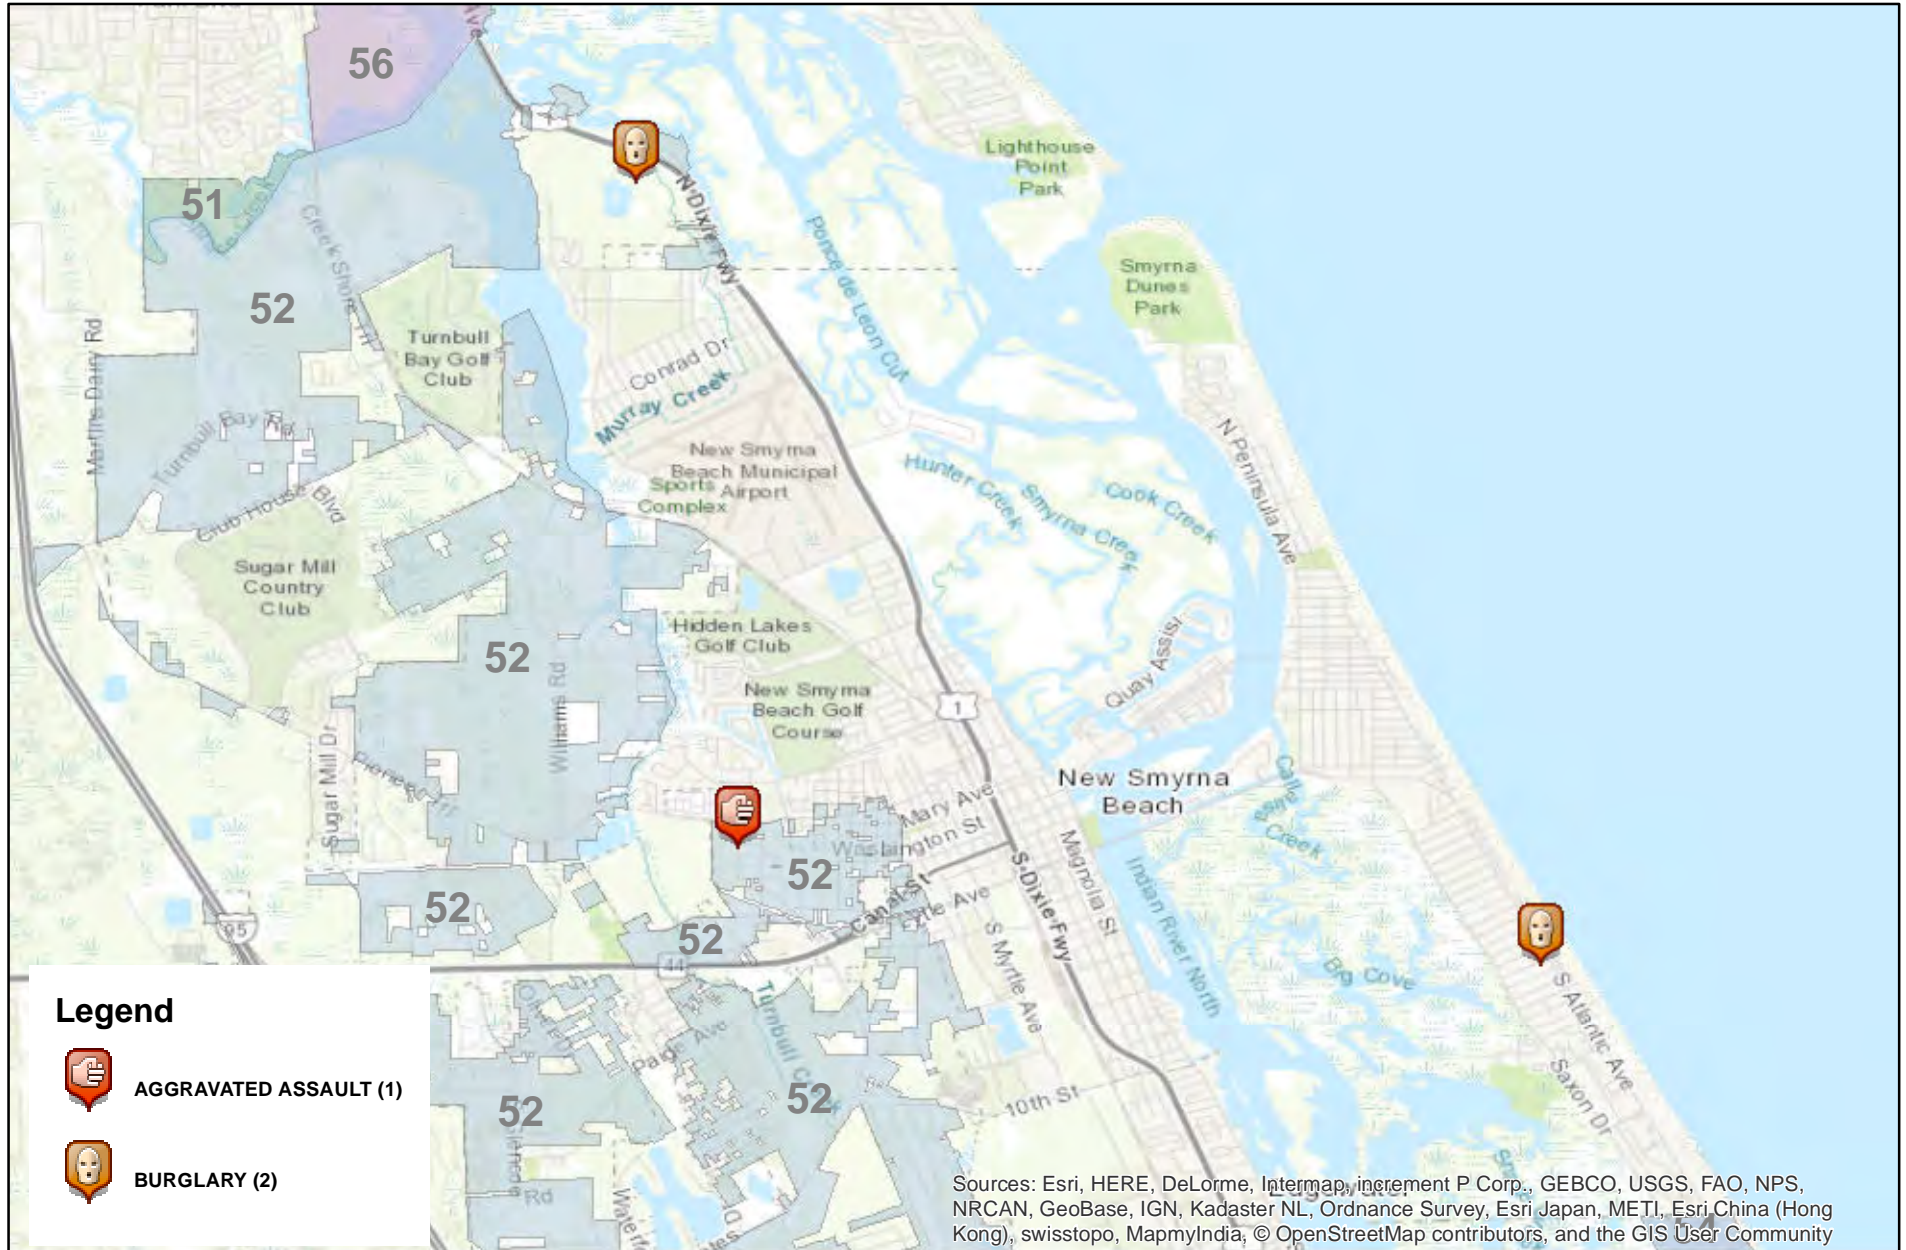 56
51
52
Lighthouse
Point
Park
Smyrna
Dunes
Park
N Dixie Fwy
Ponce de Leon Cut
Creek Shore Trl
Martins Dairy Rd
Turnbull
Bay Golf
Club
Conrad Dr
Murray Creek
Turnbull Bay Rd
Club House Blvd
New Smyrna
Beach Municipal
Airport
Sports
Complex
Hunter Creek
Smyrna Creek
Cook Creek
N Peninsula Ave
Sugar Mill
Country
Club
52
Williams Rd
Hidden Lakes
Golf Club
New Smyrna
Beach Golf
Course
Quay Assisi
1
Sugar Mill Dr
Pioneer Trl
New Smyrna
Beach
Mary Ave
Washington St
52
Canal St
S Dixie Fwy
Magnolia St
Indian River North
Creek
52
52
95
44
S Myrtle Ave
Big Cove
S Atlantic Ave
Saxon Dr
Paige Ave
Turnbull
52
52
10th St
Rd
Edgewater
Legend
AGGRAVATED ASSAULT (1)
BURGLARY (2)
Sources: Esri, HERE, DeLorme, Intermap, increment P Corp., GEBCO, USGS, FAO, NPS,
NRCAN, GeoBase, IGN, Kadaster NL, Ordnance Survey, Esri Japan, METI, Esri China (Hong
Kong), swisstopo, MapmyIndia, © OpenStreetMap contributors, and the GIS User Community